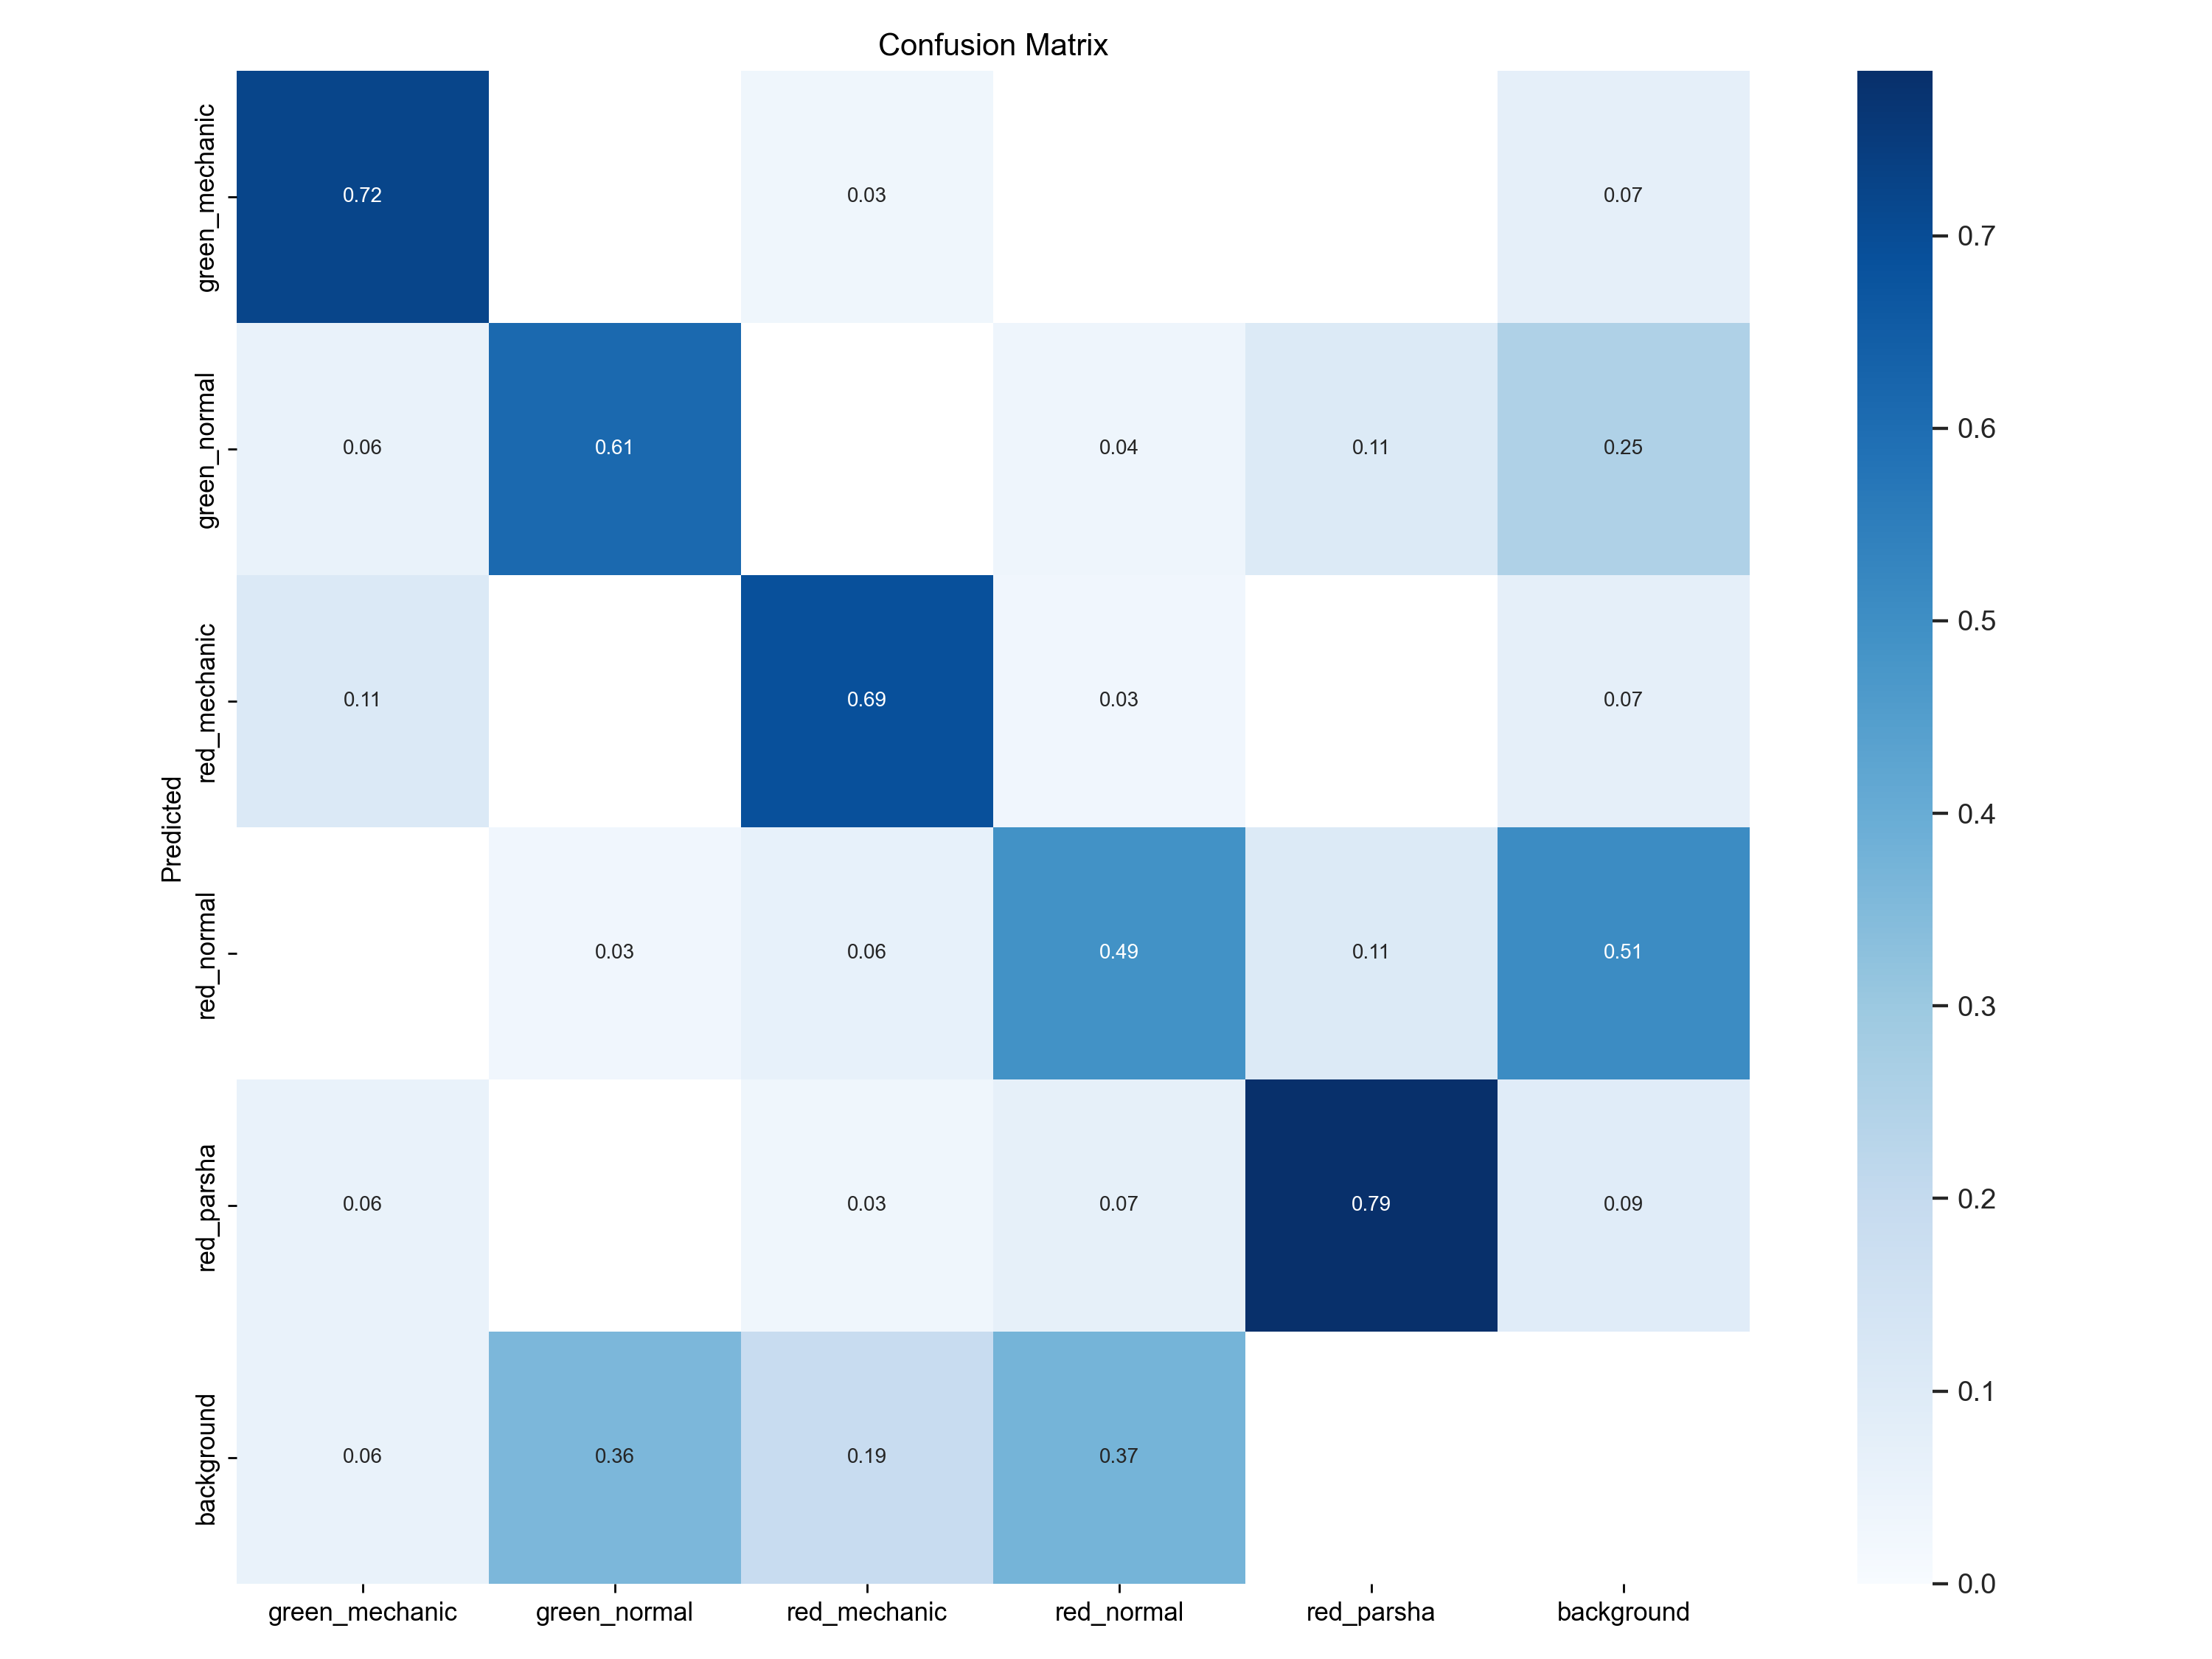 Confusion Matrix
green_mechanic 0.72 0.03 0.07
0.7
green_normal 0.06 0.61 0.04 0.11 0.25
0.6
red_mechanic 0.11 0.69 0.03 0.07
0.5
Predicted
0.4
red_normal 0.03 0.06 0.49 0.11 0.51
0.3
red_parsha 0.06 0.03 0.07 0.79 0.09
0.2
0.1
background 0.06 0.36 0.19 0.37
0.0
green_mechanic green_normal red_mechanic red_normal red_parsha background